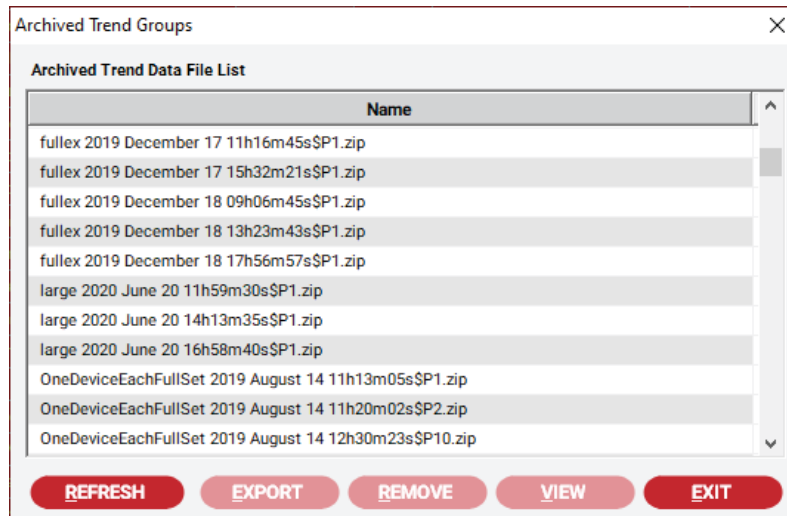 Archived Trend Groups
Archived Trend Data File List
Name
fullex 2019 December 17 11h16m45s$P1.zip
fullex 2019 December 17 15h32m21s$P1.zip
fullex 2019 December 18 09h06m45s$P1.zip
fullex 2019 December 18 13h23m43s$P1.zip
fullex 2019 December 18 17h56m57s$P1.zip
large 2020 June 20 11h59m30s$P1.zip
large 2020 June 20 14h13m35s$P1.zip
large 2020 June 20 16h58m40s$P1.zip
OneDeviceEachFullSet 2019 August 14 11h13m05s$P1.zip
OneDeviceEachFullSet 2019 August 14 11h20m02s$P2.zip
OneDeviceEachFullSet 2019 August 14 12h30m23s$P10.zip
REFRESH EXPORT REMOVE VIEW EXIT